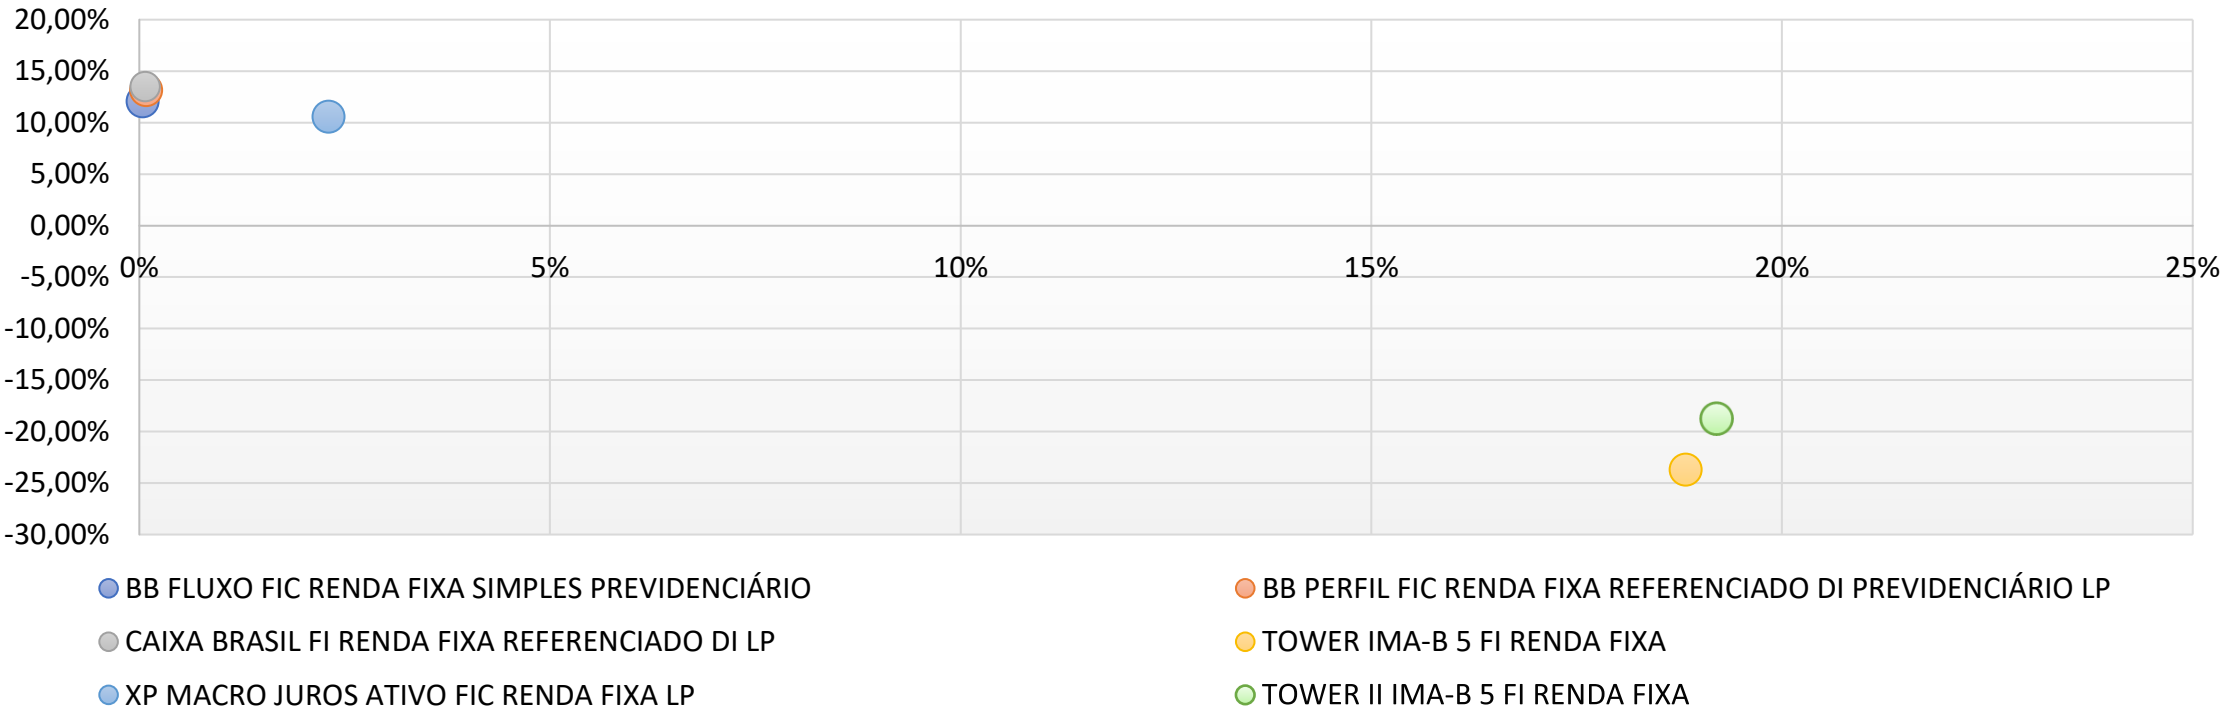 20,00%
15,00%
10,00%
5,00%
0,00%
0% 5% 10% 15% 20% 25%
-5,00%
-10,00%
-15,00%
-20,00%
-25,00%
-30,00%
BB FLUXO FIC RENDA FIXA SIMPLES PREVIDENCIÁRIO
BB PERFIL FIC RENDA FIXA REFERENCIADO DI PREVIDENCIÁRIO LP
CAIXA BRASIL FI RENDA FIXA REFERENCIADO DI LP
TOWER IMA-B 5 FI RENDA FIXA
XP MACRO JUROS ATIVO FIC RENDA FIXA LP
TOWER II IMA-B 5 FI RENDA FIXA